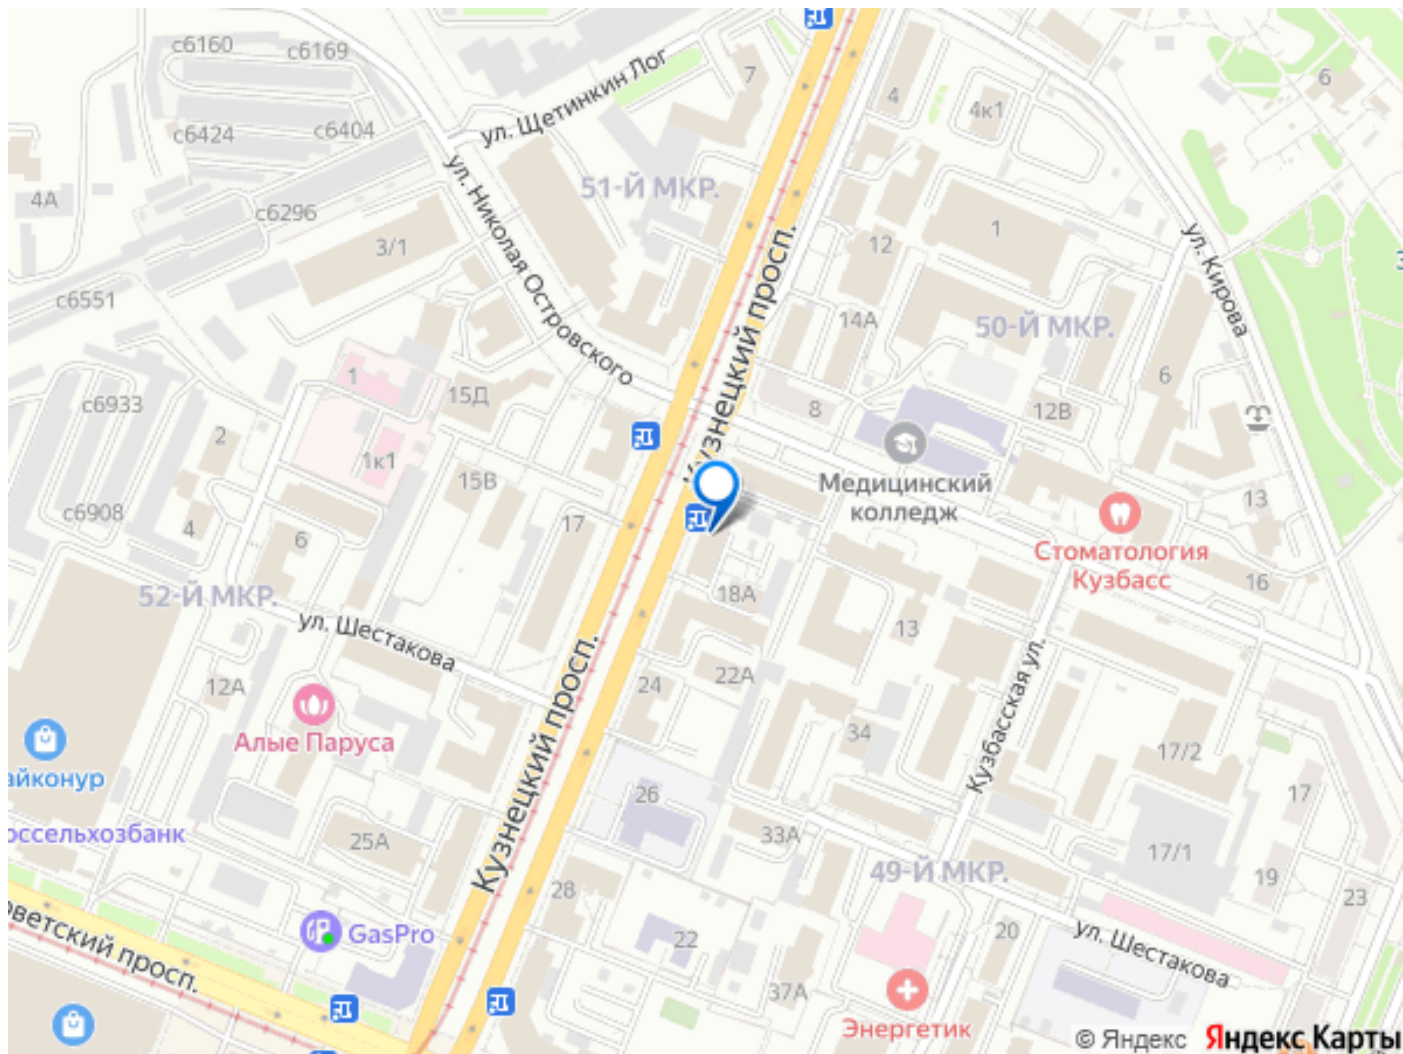 с6160
с6169
7
6
ул. Щетинкин Лог
4
4к1
с6424
с6404
51-Й МКР.
4А
с6296
ул. Николая Островского
3/1
12
1
ул. Кирова
с6551
Кузнецкий просп.
14А
50-Й МКР.
1
15Д
6
с6933
8
12В
2
1к1
15В
Медицинский
колледж
13
с6908
4
6
17
Стоматология
Кузбасс
16
52-Й МКР.
18А
ул. Шестакова
13
12А
24
22А
Кузбасская ул.
Алые Паруса
34
17/2
айконур
Кузнецкий просп.
26
17
оссельхозбанк
25А
33А
17/1
49-Й МКР.
19
28
23
оветский просп.
GasPro
22
20
ул. Шестакова
37А
Энергетик
© Яндекс Яндекс Карты